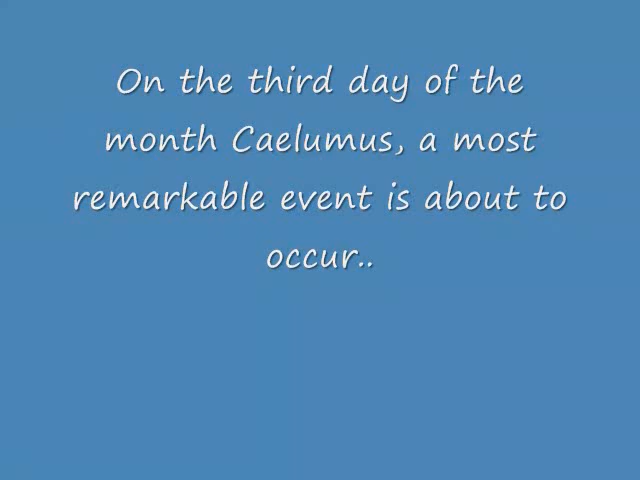 On the third day of the
month Caelumus, a most
remarkable event is about to
occur..